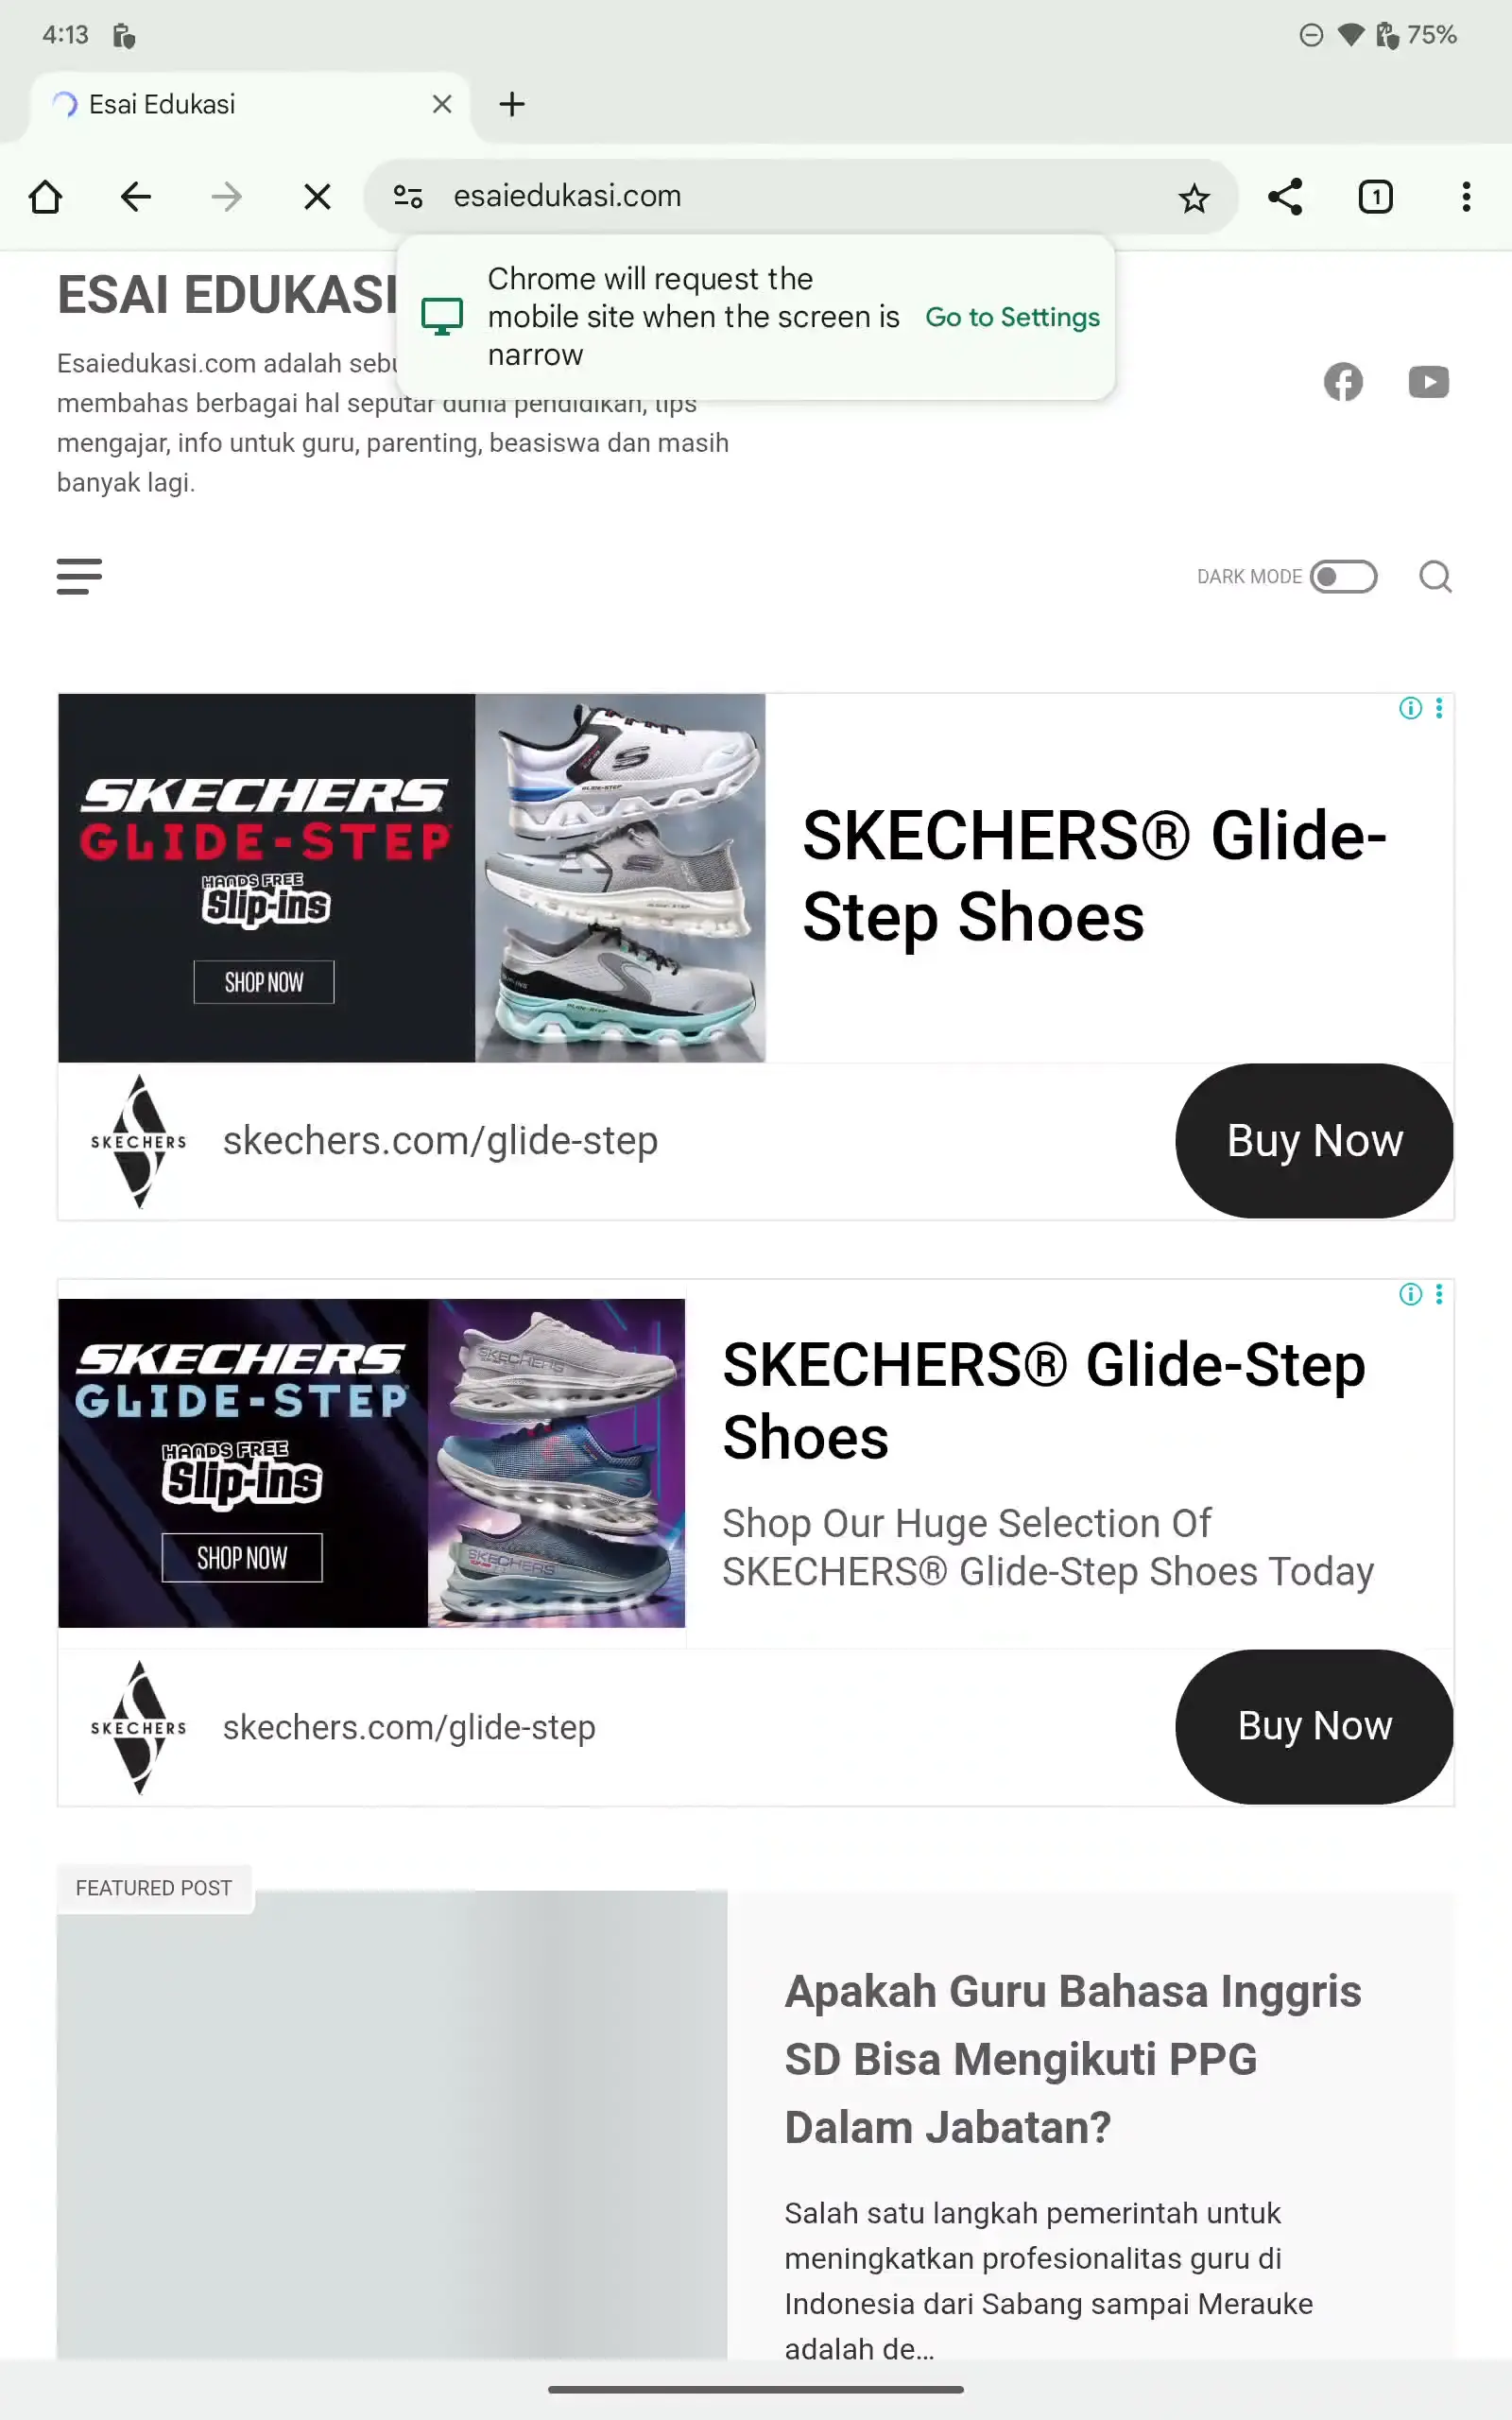 4:13
75%
Esai Edukasi
esaiedukasi.com
1
Chrome will request the
mobile site when the screen is
narrow
Go to Settings
ESAI EDUKASI
Esaiedukasi.com adalah
membahas berbagai hal seputar dunia pendidikan, tips
mengajar, info untuk guru, parenting, beasiswa dan masih
banyak lagi.
DARK MODE
SKECHERS
GLIDE-STEP
HANDS FREE
Slip-ins
SHOP NOW
SKECHERS® Glide-
Step Shoes
SKECHERS
skechers.com/glide-step
Buy Now
SKECHERS
GLIDE-STEP
HANDS FREE
Slip-ins
SHOP NOW
SKECHERS® Glide-Step
Shoes
Shop Our Huge Selection Of
SKECHERS® Glide-Step Shoes Today
SKECHERS
skechers.com/glide-step
Buy Now
FEATURED POST
Apakah Guru Bahasa Inggris
SD Bisa Mengikuti PPG
Dalam Jabatan?
Salah satu langkah pemerintah untuk
meningkatkan profesionalitas guru di
Indonesia dari Sabang sampai Merauke
adalah de...